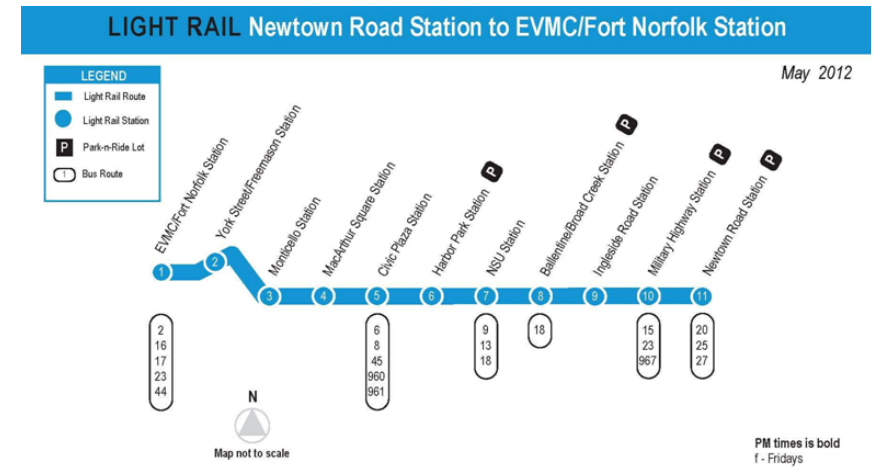 LIGHT RAIL Newtown Road Station to EVMC/Fort Norfolk Station
May 2012
LEGEND
Light Rail Route
Light Rail Station
P Park-n-Ride Lot
1 Bus Route
EVMC/Fort Norfolk Station
York Street/Freemason Station
Monticello Station
MacArthur Square Station
Civic Plaza Station
Harbor Park Station P
NSU Station
Ballentine/Broad Creek Station P
Ingleside Road Station
Military Highway Station P
Newtown Road Station P
1 2 3 4 5 6 7 8 9 10 11
2
16
17
23
44
6
8
45
960
961
9
13
18
18
15
23
967
20
25
27
N
Map not to scale
PM times is bold
f - Fridays